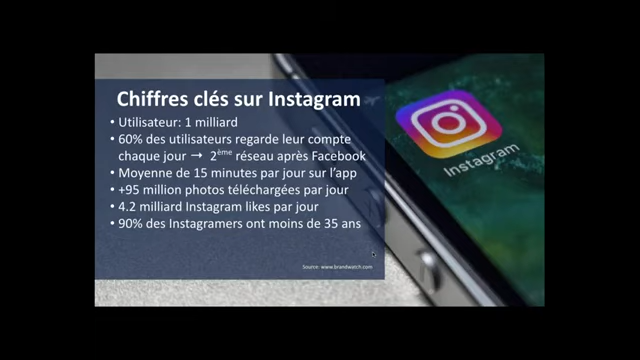 Chiffres clés sur Instagram
• Utilisateur: 1 milliard
• 60% des utilisateurs regarde leur compte
chaque jour → 2ème réseau après Facebook
• Moyenne de 15 minutes par jour sur l'app
• +95 million photos téléchargées par jour
• 4.2 milliard Instagram likes par jour
• 90% des Instagramers ont moins de 35 ans
Source: www.brandwatch.com
Instagram